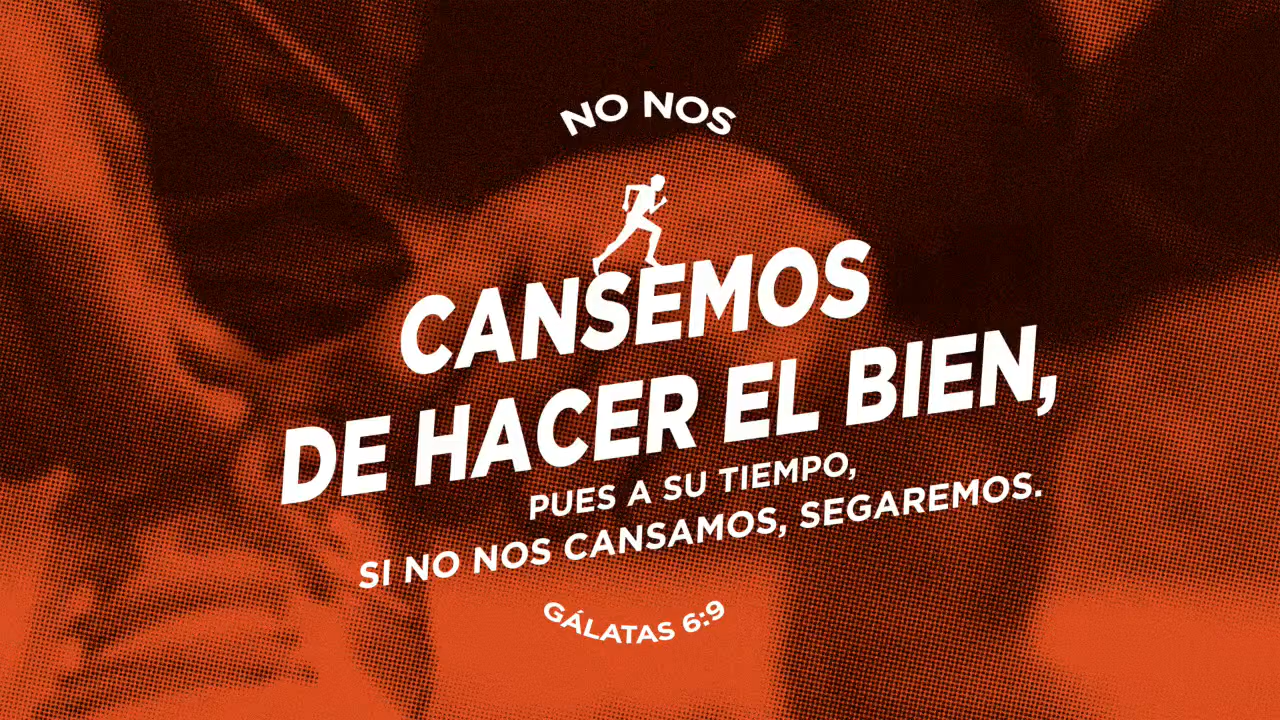 NO NOS
CANSEMOS
DE HACER EL BIEN,
PUES A SU TIEMPO,
SI NO NOS CANSAMOS, SEGAREMOS.
GÁLATAS 6:9